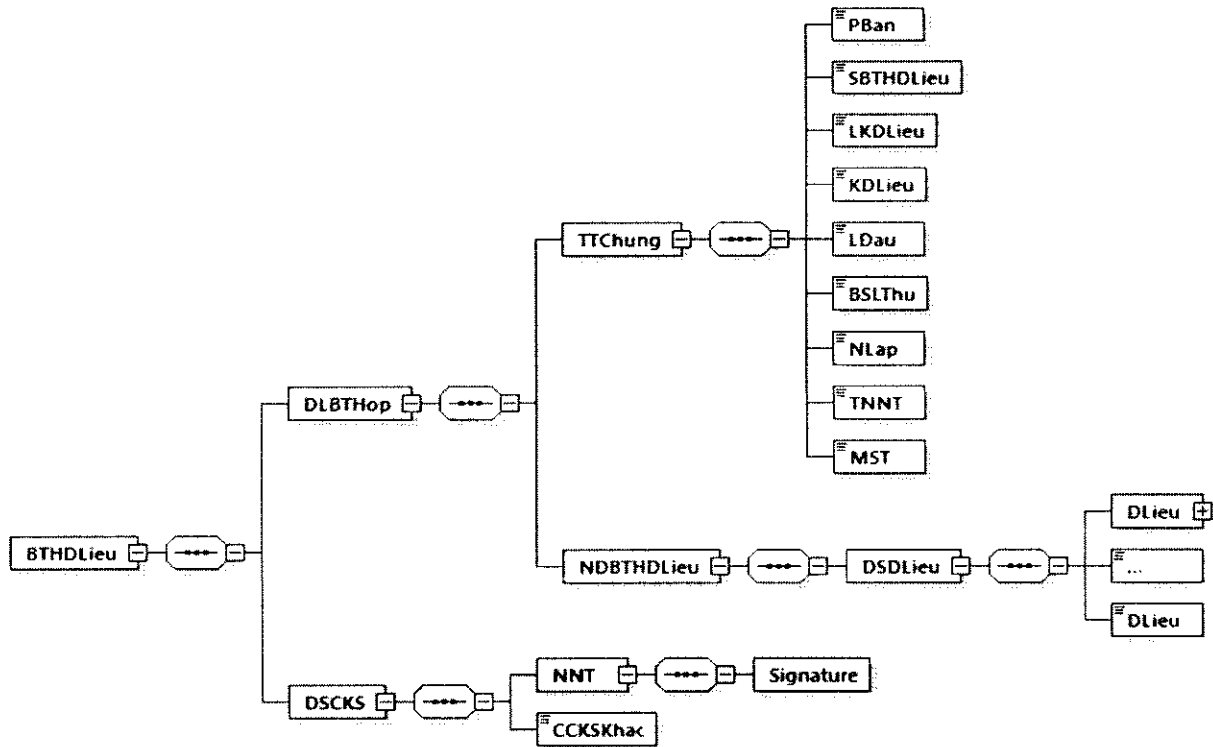 PBan
SBTHDLieu
LKDLieu
KDLieu
TTChung
LDau
BSLThu
NLap
DLBTHop
TNNT
MST
DLieu
BTHDLieu
NDBTHDLieu
DSDLieu
...
DLieu
NNT
Signature
DSCKS
CCKSKhac